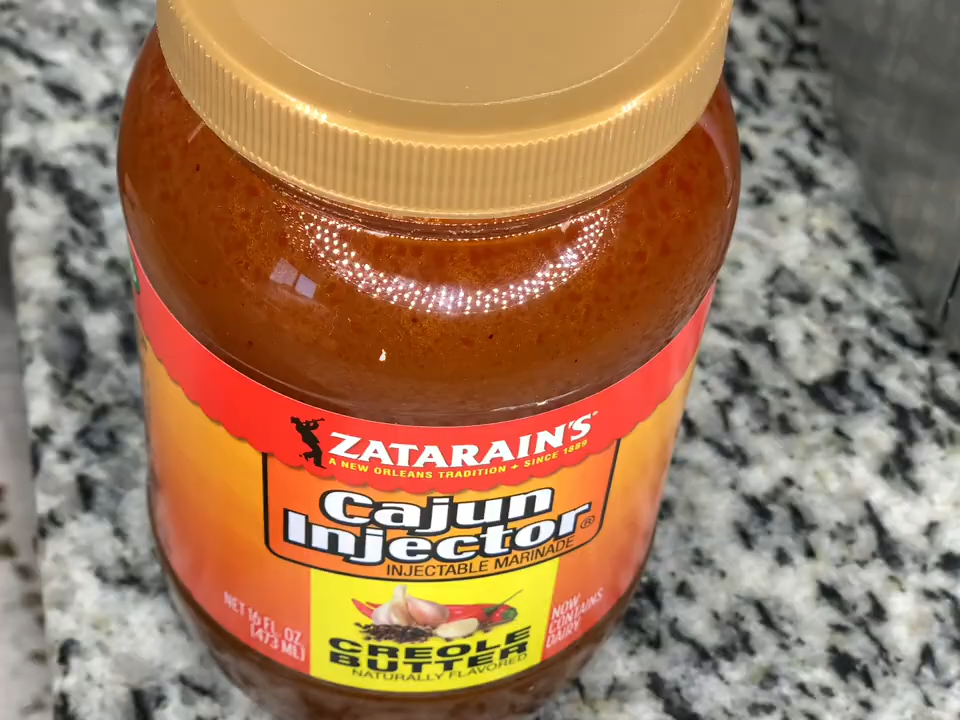 ZATARAIN'S®
A NEW ORLEANS TRADITION + SINCE 1889
Cajun
Injector®
INJECTABLE MARINADE
NET 16 FL. OZ
(473 ML)
NOW
CONTAINS
DAIRY
CREOLE
BUTTER
NATURALLY FLAVORED